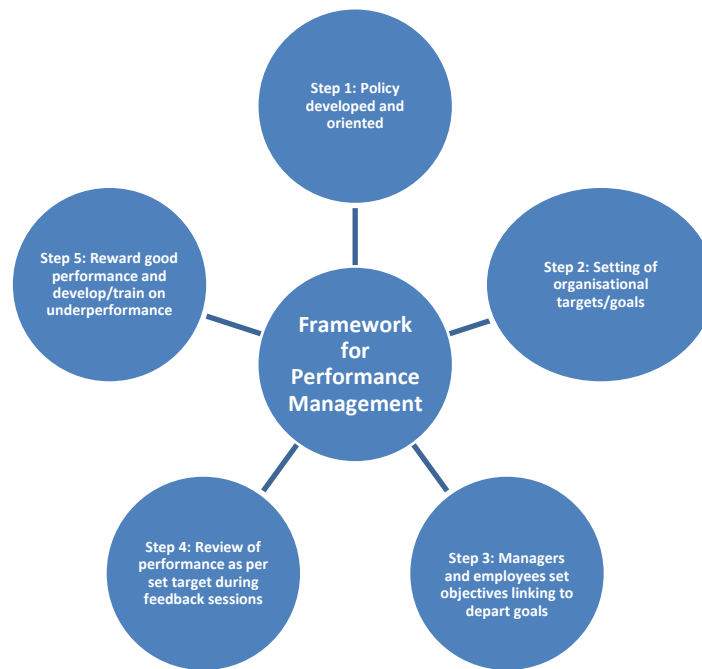 Step 1: Policy
developed and
oriented
Step 2: Setting of
organisational
targets/goals
Step 3: Managers
and employees set
objectives linking to
depart goals
Step 4: Review of
performance as per
set target during
feedback sessions
Step 5: Reward good
performance and
develop/train on
underperformance
Framework
for
Performance
Management